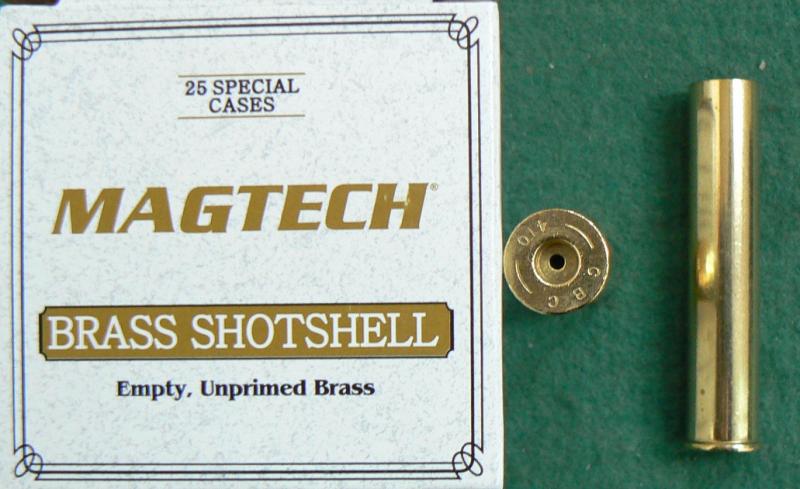 25 SPECIAL
CASES
MAGTECH®
BRASS SHOTSHELL
Empty, Unprimed Brass
410
C B C